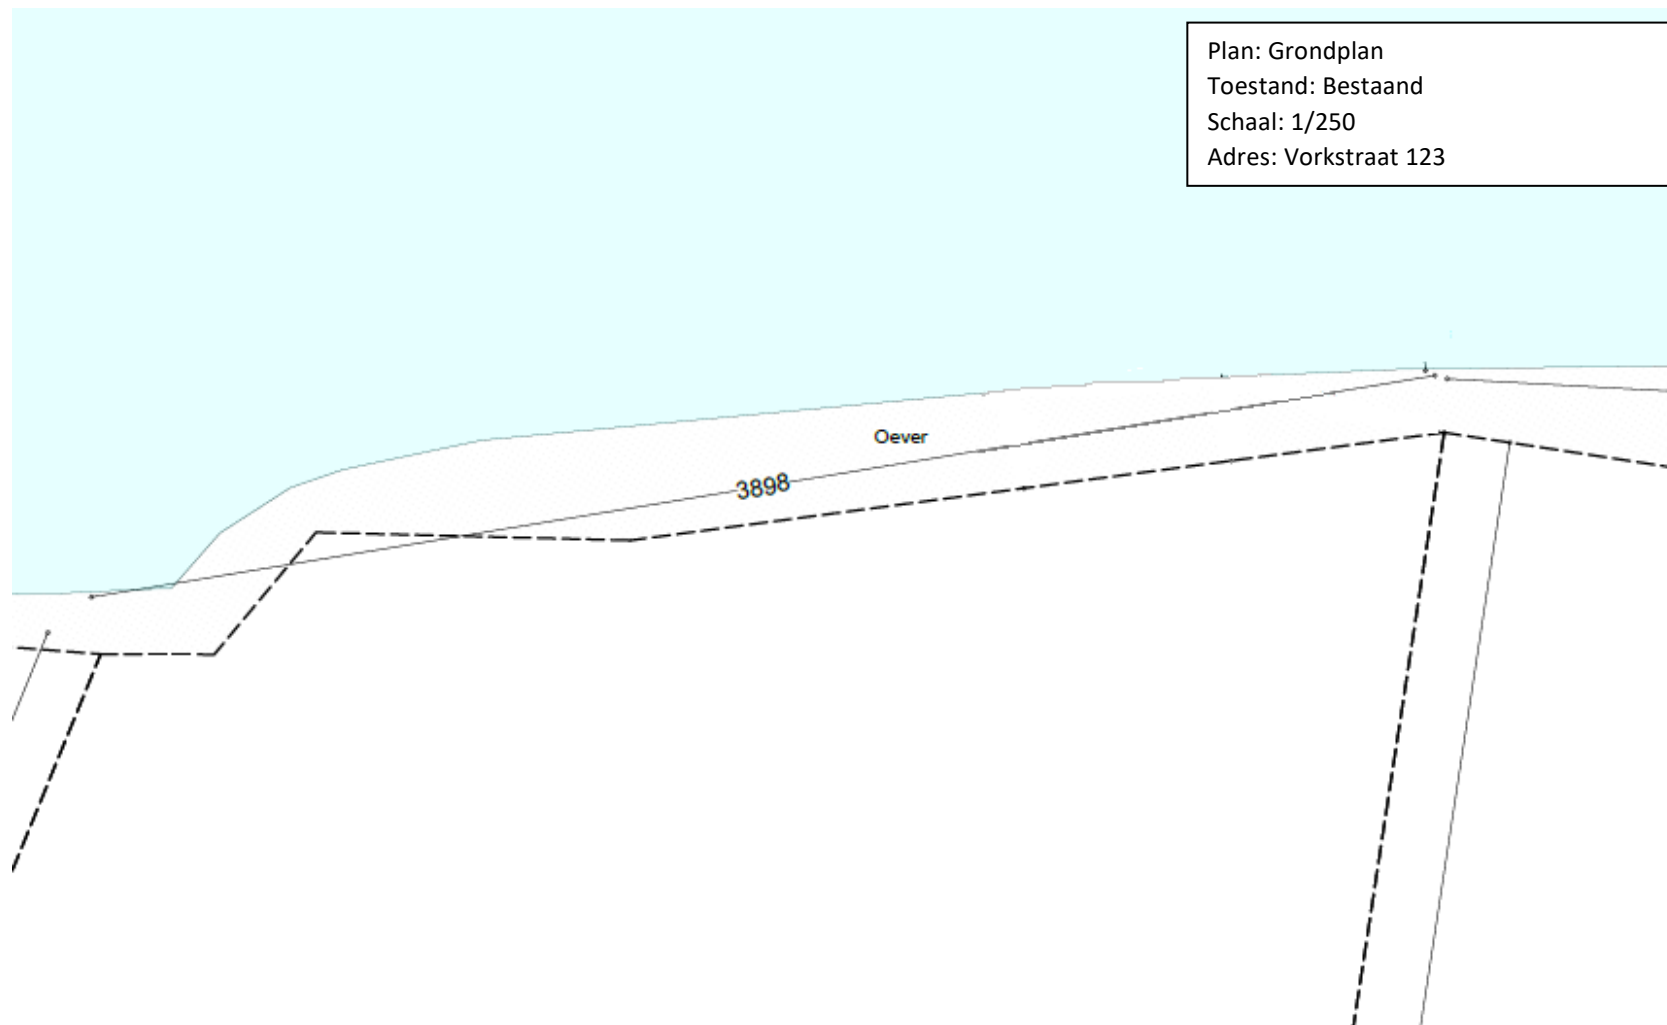 Plan: Grondplan
Toestand: Bestaand
Schaal: 1/250
Adres: Vorkstraat 123
Oever
3898